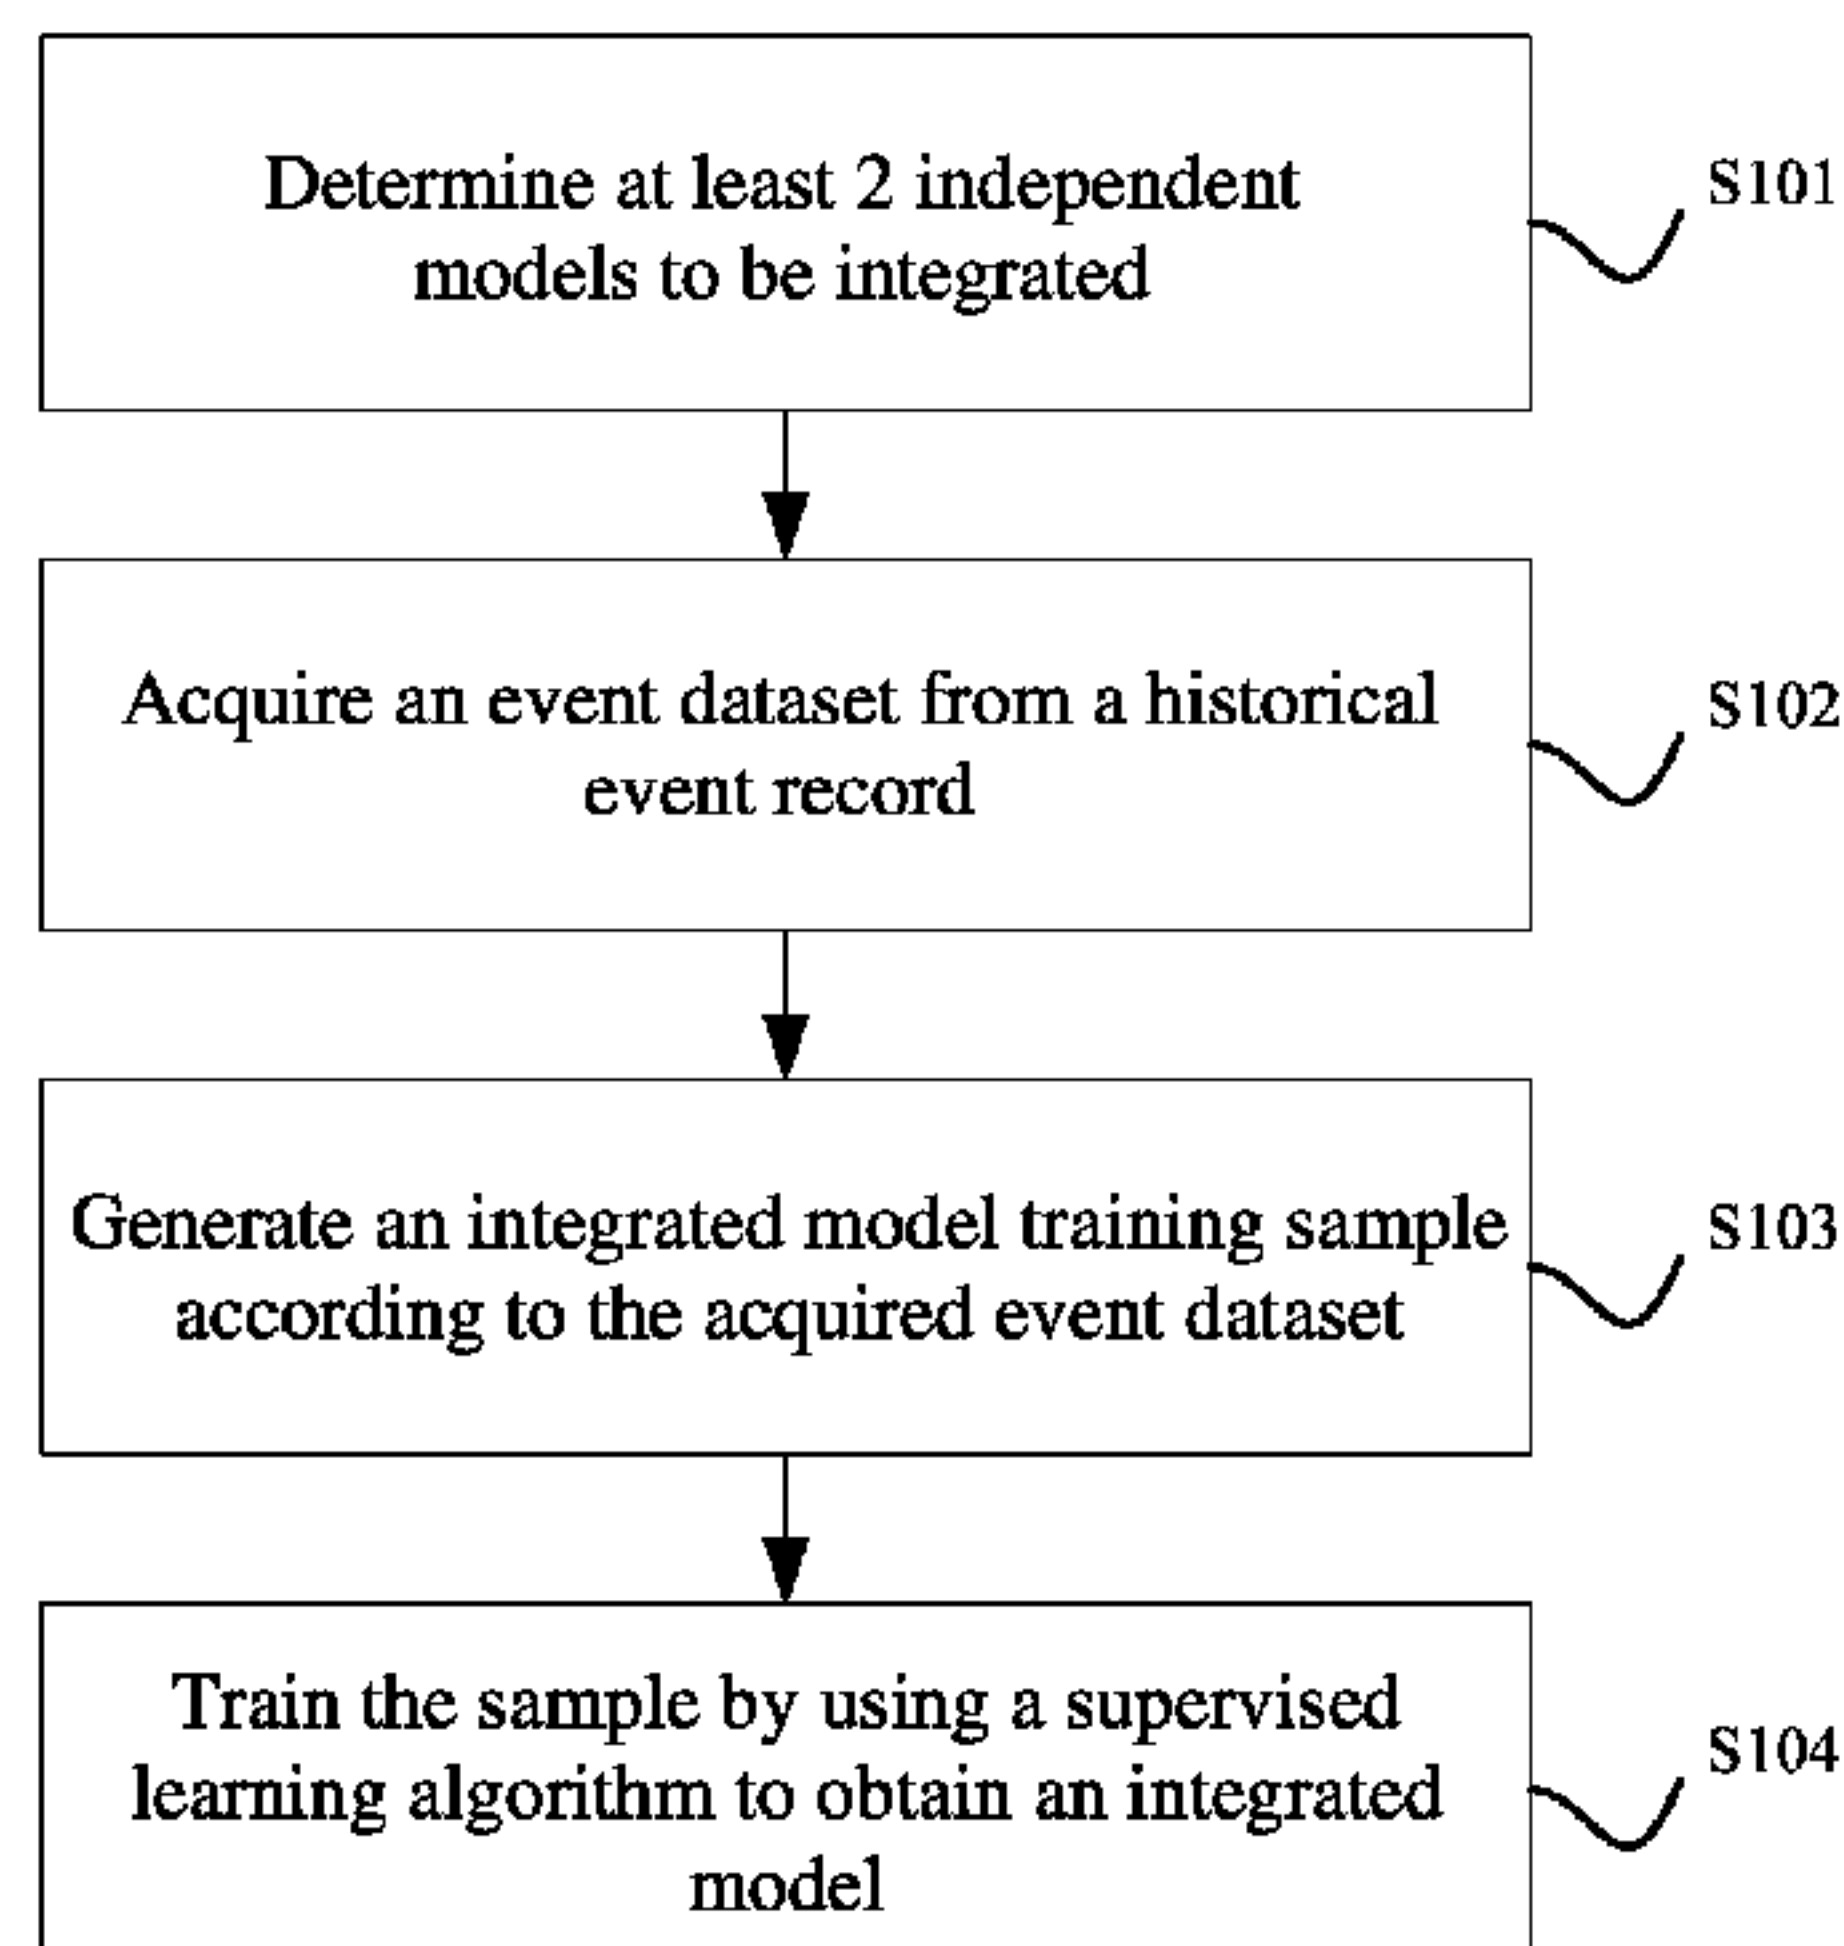 Determine at least 2 independent
models to be integrated
S101
Acquire an event dataset from a historical
event record
S102
Generate an integrated model training sample
according to the acquired event dataset
S103
Train the sample by using a supervised
learning algorithm to obtain an integrated
model
S104